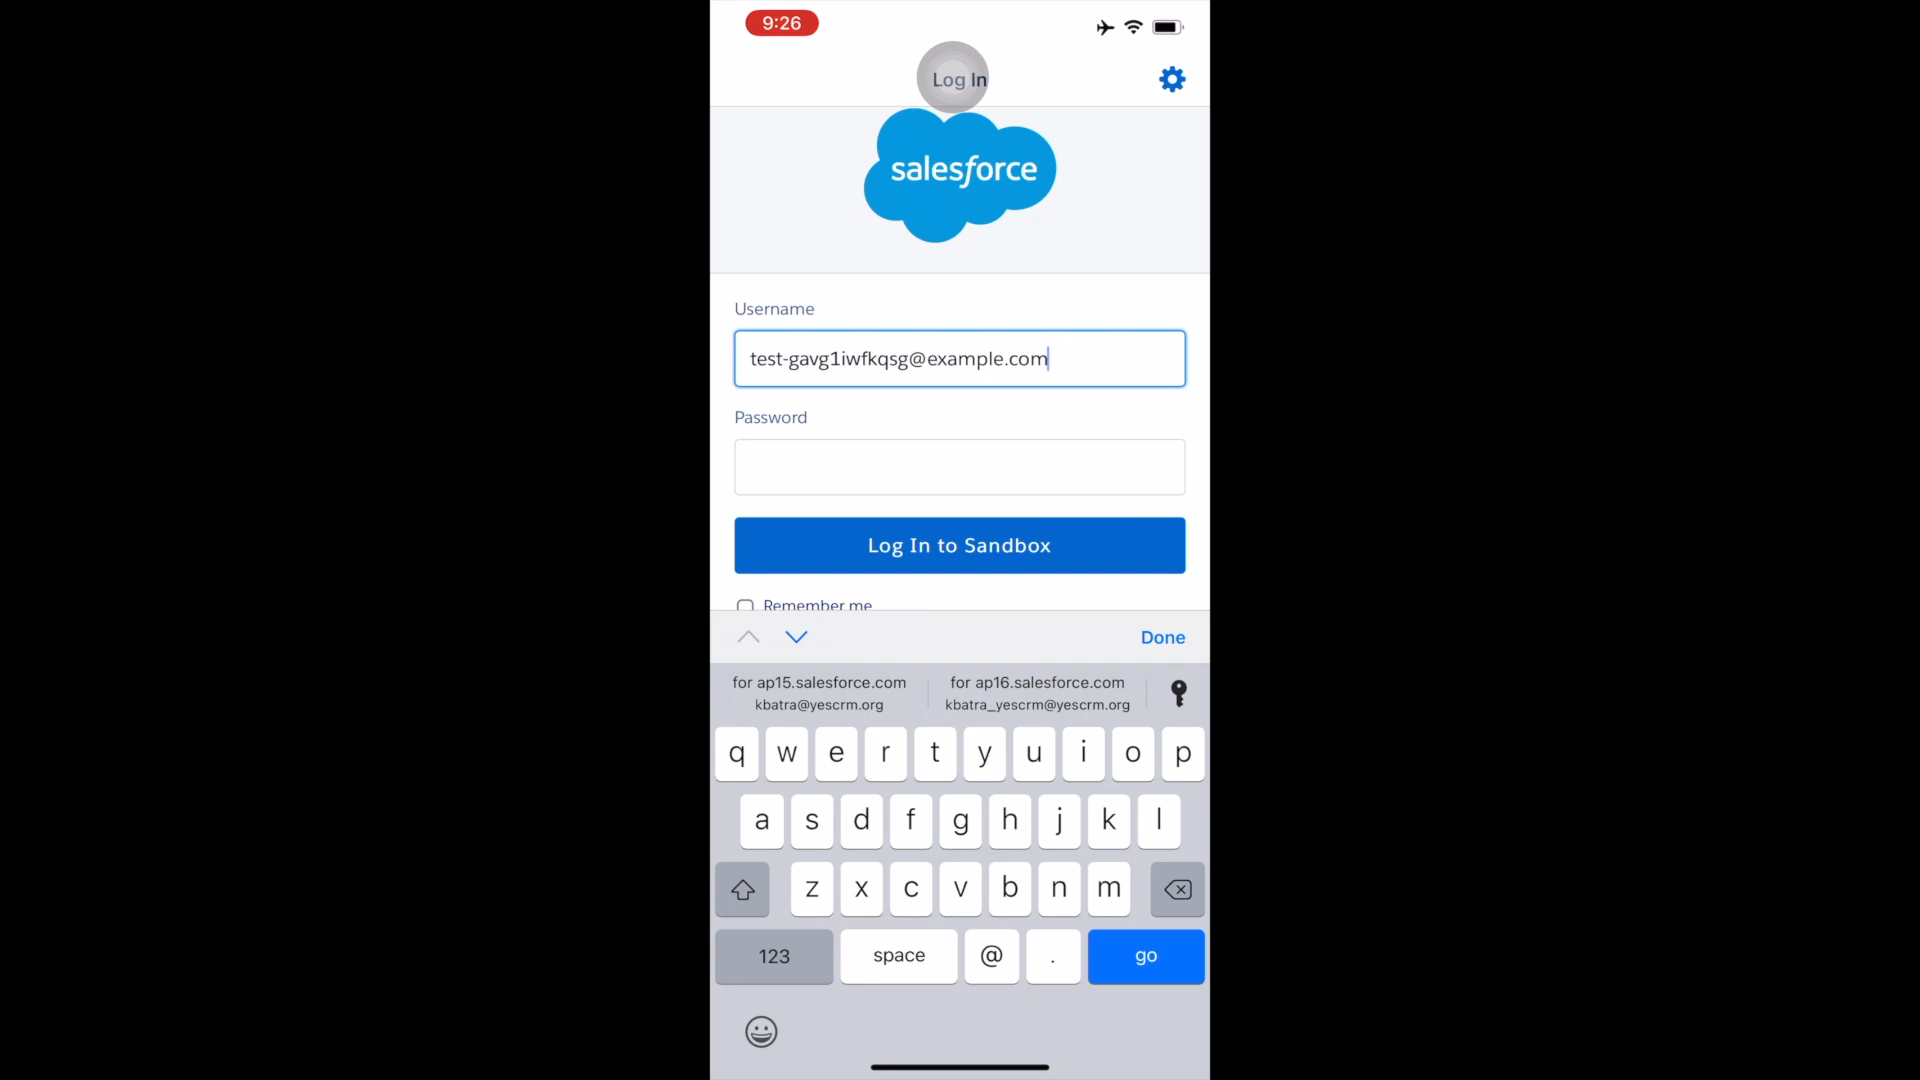 9:26
Log In
salesforce
Username
test-gavg1iwfkqsg@example.com
Password
Log In to Sandbox
Remember me
Done
for ap15.salesforce.com
kbatra@yescrm.org
for ap16.salesforce.com
kbatra_yescrm@yescrm.org
q w e r t y u i o p
a s d f g h j k l
z x c v b n m
123 space @ . go